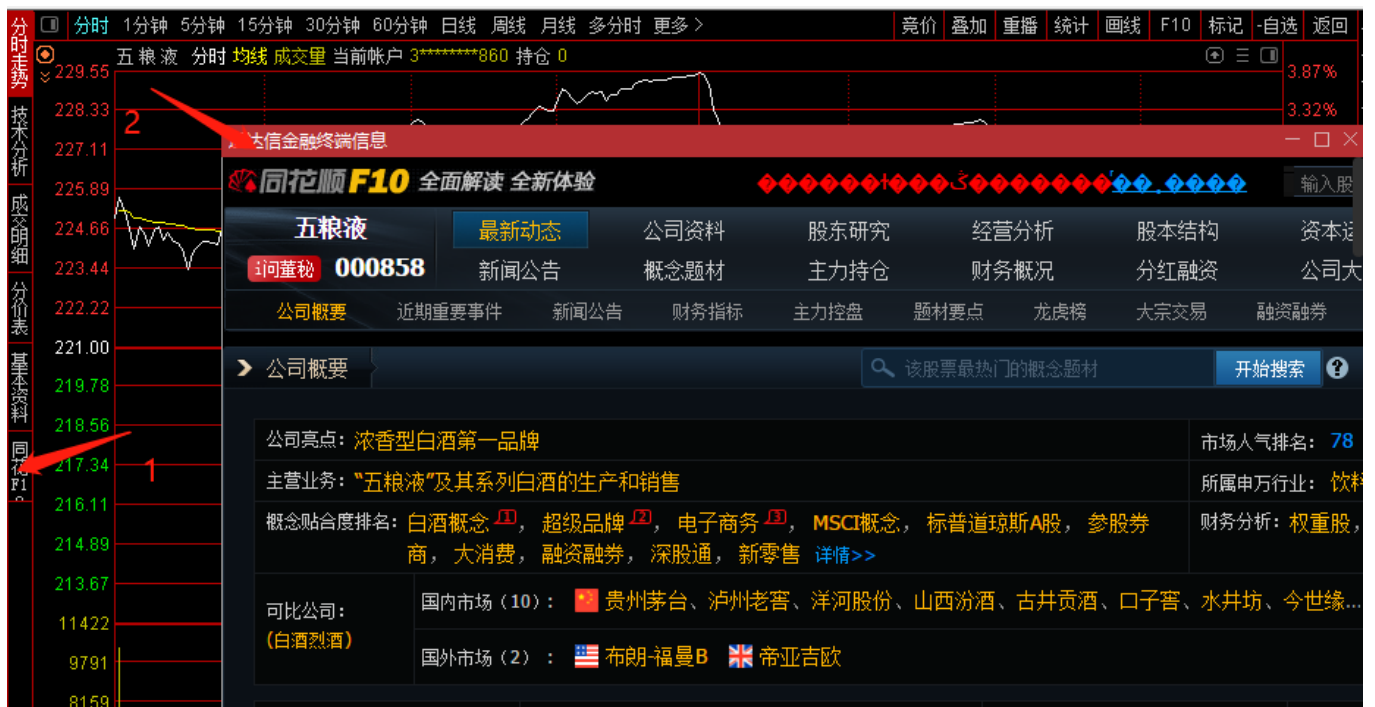 分时 1分钟 5分钟 15分钟 30分钟 60分钟 日线 周线 月线 多分时 更多 > 竞价 叠加 重播 统计 画线 F10 标记 -自选 返回
五粮液 分时 均线 成交量 当前帐户 3********860 持仓 0
分时走势
技术分析
成交明细
分价表
基本资料
同花F1
229.55 3.87%
228.33 3.32%
2
227.11
225.89
224.66
223.44
222.22
221.00
219.78
218.56
217.34
1
216.11
214.89
213.67
11422
9791
8159
达信金融终端信息
同花顺F10 全面解读 全新体验
输入股
五粮液 最新动态 公司资料 股东研究 经营分析 股本结构 资本运
i问董秘 000858 新闻公告 概念题材 主力持仓 财务概况 分红融资 公司大
公司概要 近期重要事件 新闻公告 财务指标 主力控盘 题材要点 龙虎榜 大宗交易 融资融券
公司概要 该股票最热门的概念题材 开始搜索 ?
公司亮点: 浓香型白酒第一品牌 市场人气排名: 78
主营业务: “五粮液”及其系列白酒的生产和销售 所属申万行业: 饮料
概念贴合度排名: 白酒概念 1, 超级品牌 2, 电子商务 3, MSCI概念, 标普道琼斯A股, 参股券 财务分析: 权重股,
商, 大消费, 融资融券, 深股通, 新零售 详情>>
可比公司:
(白酒烈酒)
国内市场 (10) : 贵州茅台、泸州老窖、洋河股份、山西汾酒、古井贡酒、口子窖、水井坊、今世缘...
国外市场 (2) : 布朗-福曼B 帝亚吉欧